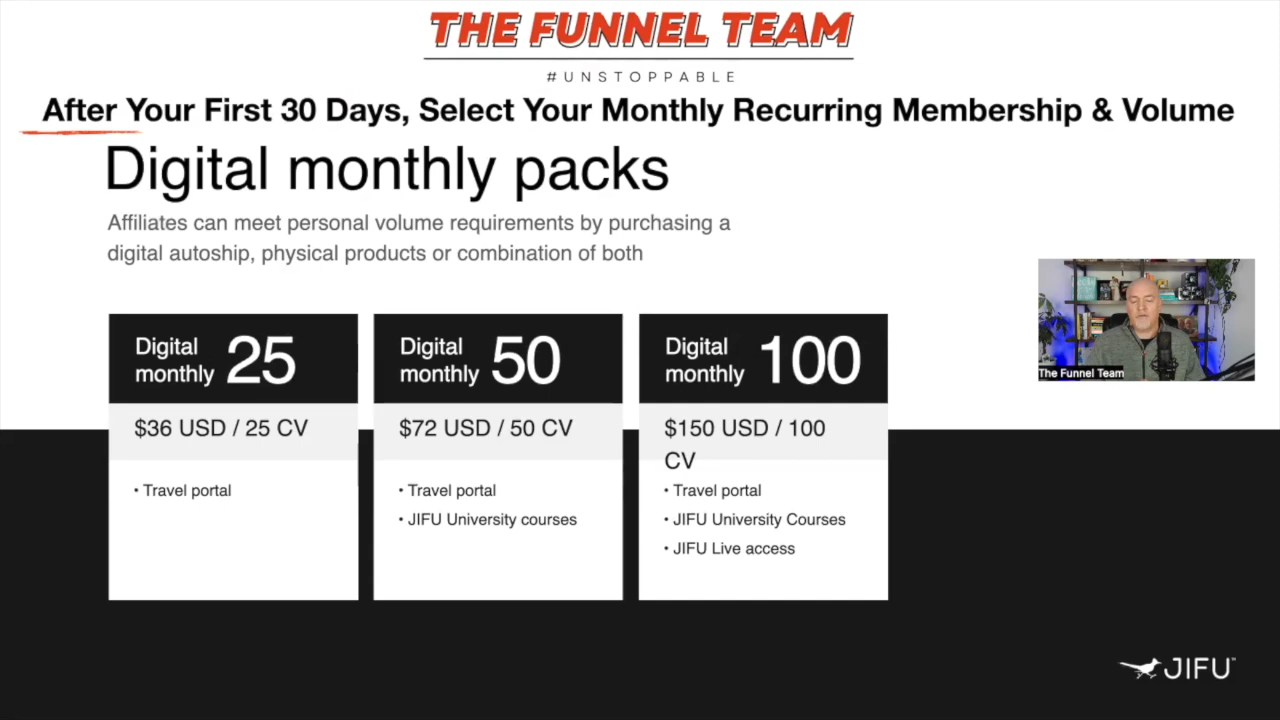 THE FUNNEL TEAM
#UNSTOPPABLE
After Your First 30 Days, Select Your Monthly Recurring Membership & Volume
Digital monthly packs
Affiliates can meet personal volume requirements by purchasing a
digital autoship, physical products or combination of both
Digital
monthly 25
$36 USD / 25 CV
• Travel portal
Digital
monthly 50
$72 USD / 50 CV
• Travel portal
• JIFU University courses
Digital
monthly 100
$150 USD / 100
CV
• Travel portal
• JIFU University Courses
• JIFU Live access
The Funnel Team
JIFU™